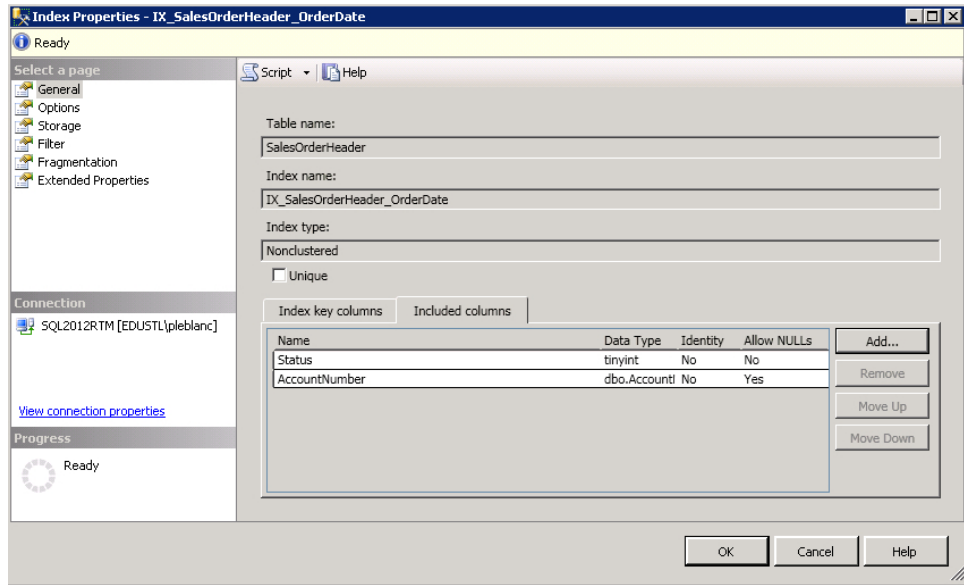 Index Properties - IX_SalesOrderHeader_OrderDate
Ready
Select a page
General
Options
Storage
Filter
Fragmentation
Extended Properties
Connection
SQL2012RTM [EDUSTL\pleblanc]
View connection properties
Progress
Ready
Script Help
Table name:
SalesOrderHeader
Index name:
IX_SalesOrderHeader_OrderDate
Index type:
Nonclustered
Unique
Index key columns Included columns
Name Data Type Identity Allow NULLs
Status tinyint No No
AccountNumber dbo.Accountl No Yes
Add...
Remove
Move Up
Move Down
OK Cancel Help